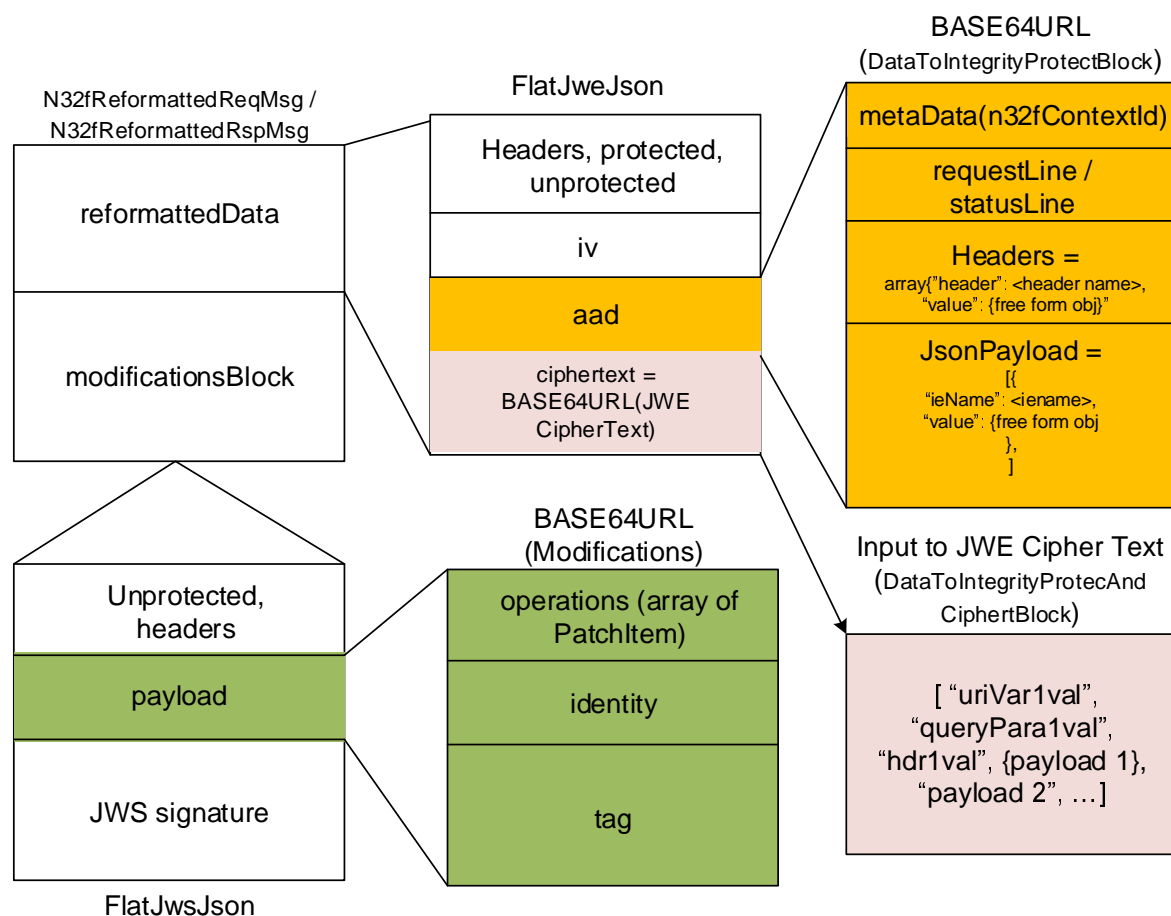 N32fReformattedReqMsg /
N32fReformattedRspMsg
reformattedData
modificationsBlock
FlatJweJson
Headers, protected,
unprotected
iv
aad
ciphertext =
BASE64URL(JWE
CipherText)
BASE64URL
(DataToIntegrityProtectBlock)
metaData(n32fContextId)
requestLine /
statusLine
Headers =
array{"header": <header name>,
"value": {free form obj}"
JsonPayload =
[{
"ieName": <iename>,
"value": {free form obj
},
]
Unprotected,
headers
payload
JWS signature
FlatJwsJson
BASE64URL
(Modifications)
operations (array of
PatchItem)
identity
tag
Input to JWE Cipher Text
(DataToIntegrityProtecAnd
CiphertBlock)
[ “uriVar1val”,
“queryPara1val”,
“hdr1val”, {payload 1},
“payload 2”, …]